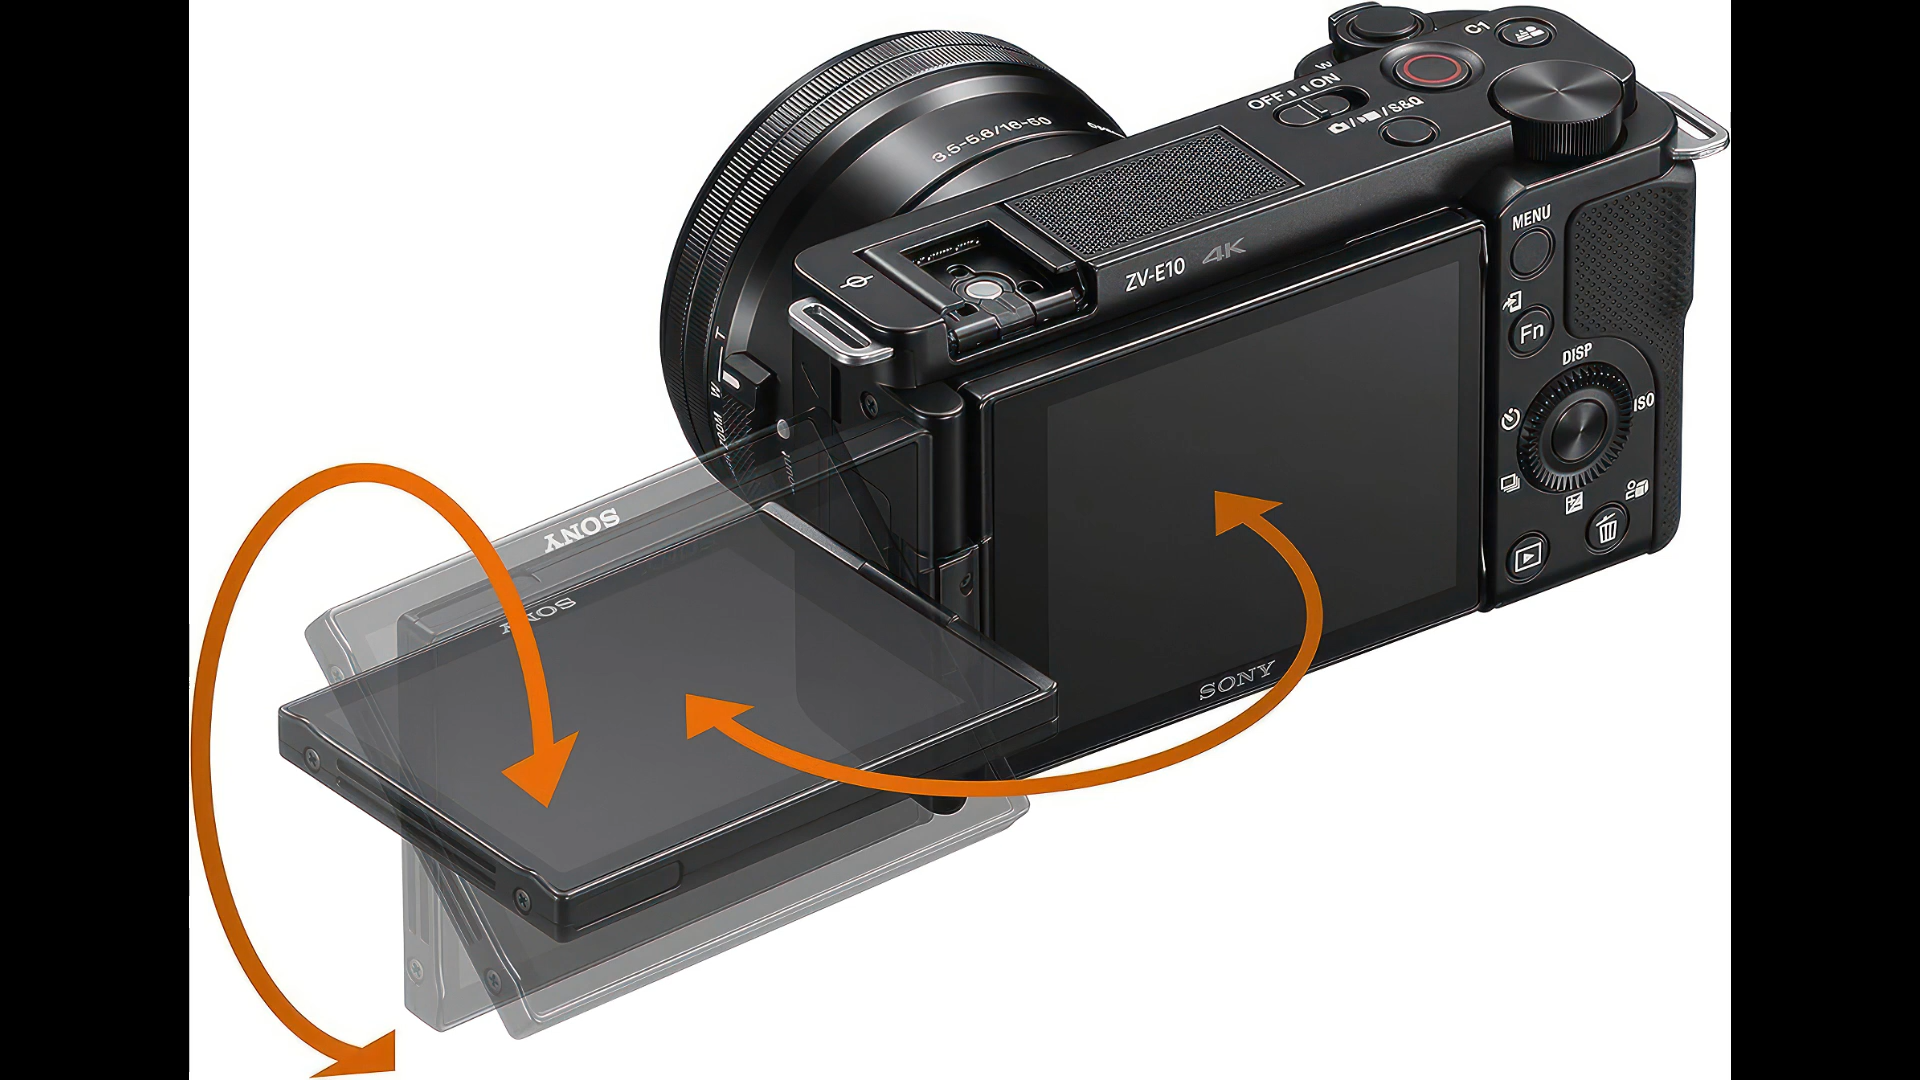 C1
W
OFF ON
/S&Q
3.5-5.6/16-50
ZV-E10
4K
MENU
Fn
DISP
ISO
T
W
SONY
SONY
SONY